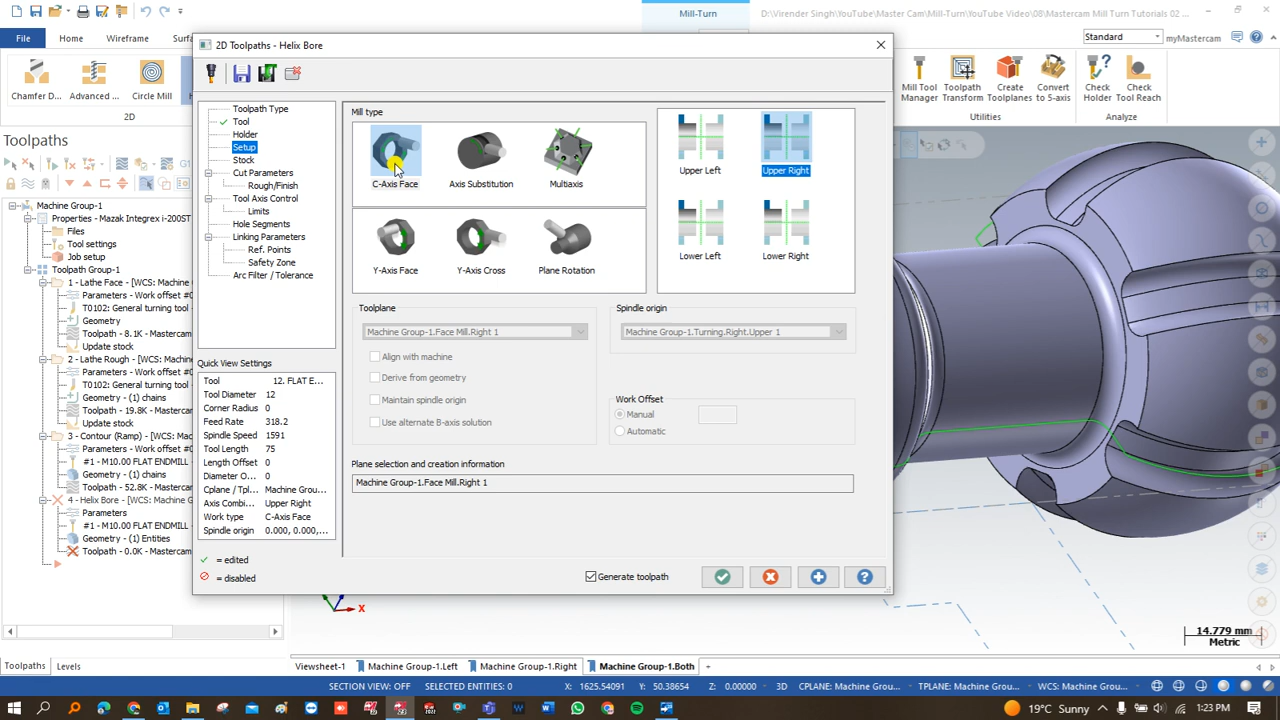 Mill-Turn
D:\Virender Singh\YouTube\Master Cam\Mill-Turn\YouTube Video\08\Mastercam Mill Turn Tutorials 02 ...
File
Home
Wireframe
Surfa
Standard
myMastercam
Chamfer D...
Advanced ...
Circle Mill
H
2D
Mill Tool Manager
Toolpath Transform
Create Toolplanes
Convert to 5-axis
Check Holder
Check Tool Reach
Utilities
Analyze
Toolpaths
Machine Group-1
Properties - Mazak Integrex i-200ST
Files
Tool settings
Job setup
Toolpath Group-1
1 - Lathe Face - [WCS: Machine
Parameters - Work offset #0
T0102: General turning tool -
Geometry
Toolpath - 8.1K - Mastercam
Update stock
2 - Lathe Rough - [WCS: Machine
Parameters - Work offset #0
T0102: General turning tool -
Geometry - (1) chains
Toolpath - 19.8K - Mastercam
Update stock
3 - Contour (Ramp) - [WCS: Mac
Parameters - Work offset #0
#1 - M10.00 FLAT ENDMILL -
Geometry - (1) chains
Toolpath - 52.8K - Mastercam
4 - Helix Bore - [WCS: Machine G
Parameters
#1 - M10.00 FLAT ENDMILL -
Geometry - (1) Entities
Toolpath - 0.0K - Mastercam
2D Toolpaths - Helix Bore
Toolpath Type
Tool
Holder
Setup
Stock
Cut Parameters
Rough/Finish
Tool Axis Control
Limits
Hole Segments
Linking Parameters
Ref. Points
Safety Zone
Arc Filter / Tolerance
Quick View Settings
Tool 12. FLAT E...
Tool Diameter 12
Corner Radius 0
Feed Rate 318.2
Spindle Speed 1591
Tool Length 75
Length Offset 0
Diameter O... 0
Cplane / Tpl... Machine Grou...
Axis Combi... Upper Right
Work type C-Axis Face
Spindle origin 0.000, 0.000,...
= edited
= disabled
Mill type
C-Axis Face
Axis Substitution
Multiaxis
Y-Axis Face
Y-Axis Cross
Plane Rotation
Upper Left
Upper Right
Lower Left
Lower Right
Toolplane
Machine Group-1.Face Mill.Right 1
Align with machine
Derive from geometry
Maintain spindle origin
Use alternate B-axis solution
Spindle origin
Machine Group-1.Turning.Right.Upper 1
Work Offset
Manual
Automatic
Plane selection and creation information
Machine Group-1.Face Mill.Right 1
Generate toolpath
X
14.779 mm
Metric
Toolpaths
Levels
Viewsheet-1
Machine Group-1.Left
Machine Group-1.Right
Machine Group-1.Both
+
SECTION VIEW: OFF
SELECTED ENTITIES: 0
X: 1625.54091
Y: 50.38654
Z: 0.00000
3D
CPLANE: Machine Grou...
TPLANE: Machine Grou...
WCS: Machine Grou...
19°C Sunny
ENG
1:23 PM